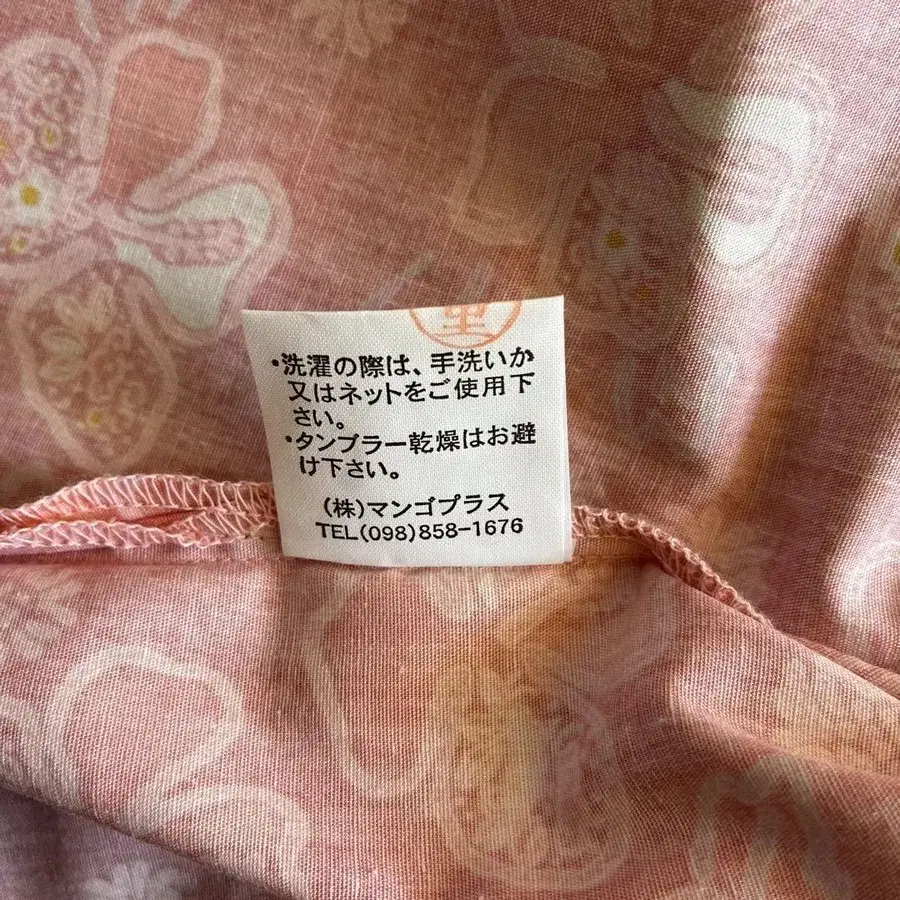 ・洗濯の際は、手洗いか
又はネットをご使用下
さい。
・タンブラー乾燥はお避
け下さい。
(株)マンゴプラス
TEL(098)858-1676